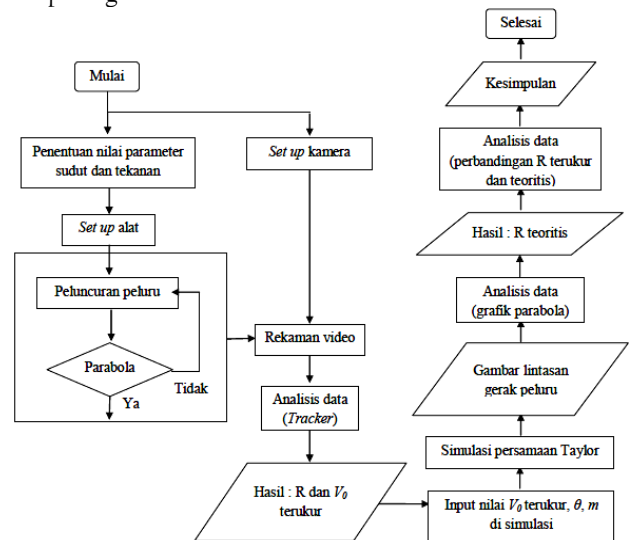 Mulai
Penentuan nilai parameter
sudut dan tekanan
Set up kamera
Set up alat
Peluncuran peluru
Parabola
Tidak
Ya
Rekaman video
Analisis data
(Tracker)
Hasil : R dan V₀
terukur
Input nilai V₀ terukur, θ, m
di simulasi
Simulasi persamaan Taylor
Gambar lintasan
gerak peluru
Analisis data
(grafik parabola)
Hasil : R teoritis
Analisis data
(perbandingan R terukur
dan teoritis)
Kesimpulan
Selesai